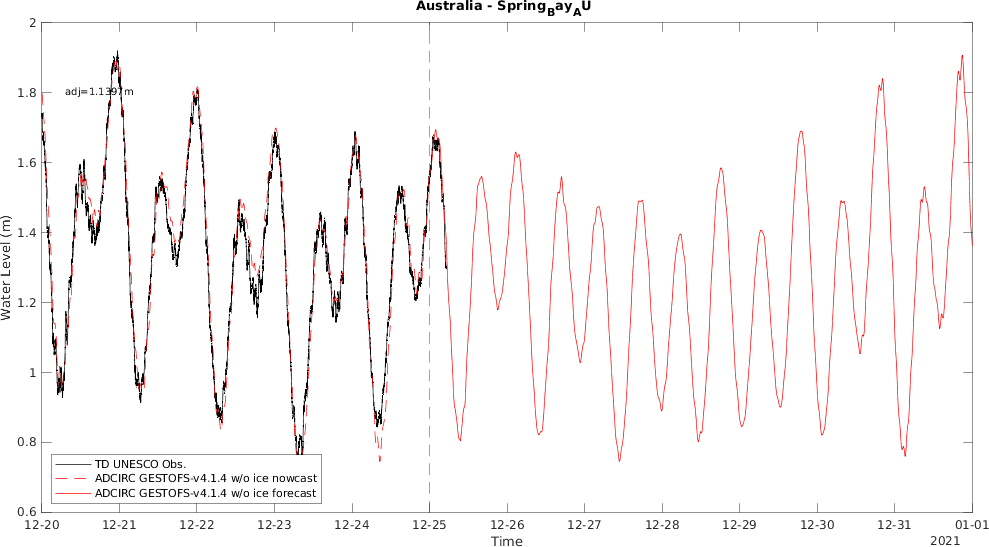 Australia - SpringBayAU
2
1.8
1.6
1.4
1.2
1
0.8
0.6
Water Level (m)
adj=1.1397m
TD UNESCO Obs.
ADCIRC GESTOFS-v4.1.4 w/o ice nowcast
ADCIRC GESTOFS-v4.1.4 w/o ice forecast
12-20 12-21 12-22 12-23 12-24 12-25 12-26 12-27 12-28 12-29 12-30 12-31 01-01
Time
2021